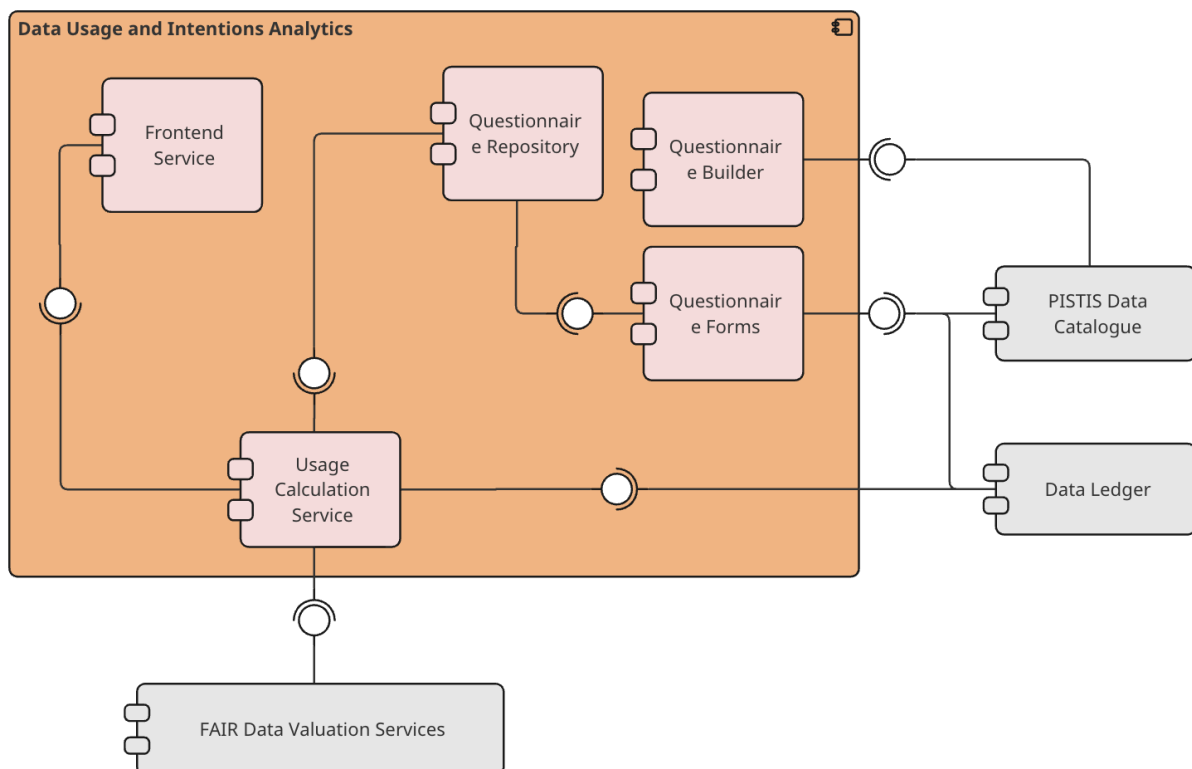 Data Usage and Intentions Analytics
Frontend
Service
Questionnair
e Repository
Questionnair
e Builder
Questionnair
e Forms
PISTIS Data
Catalogue
Usage
Calculation
Service
Data Ledger
FAIR Data Valuation Services